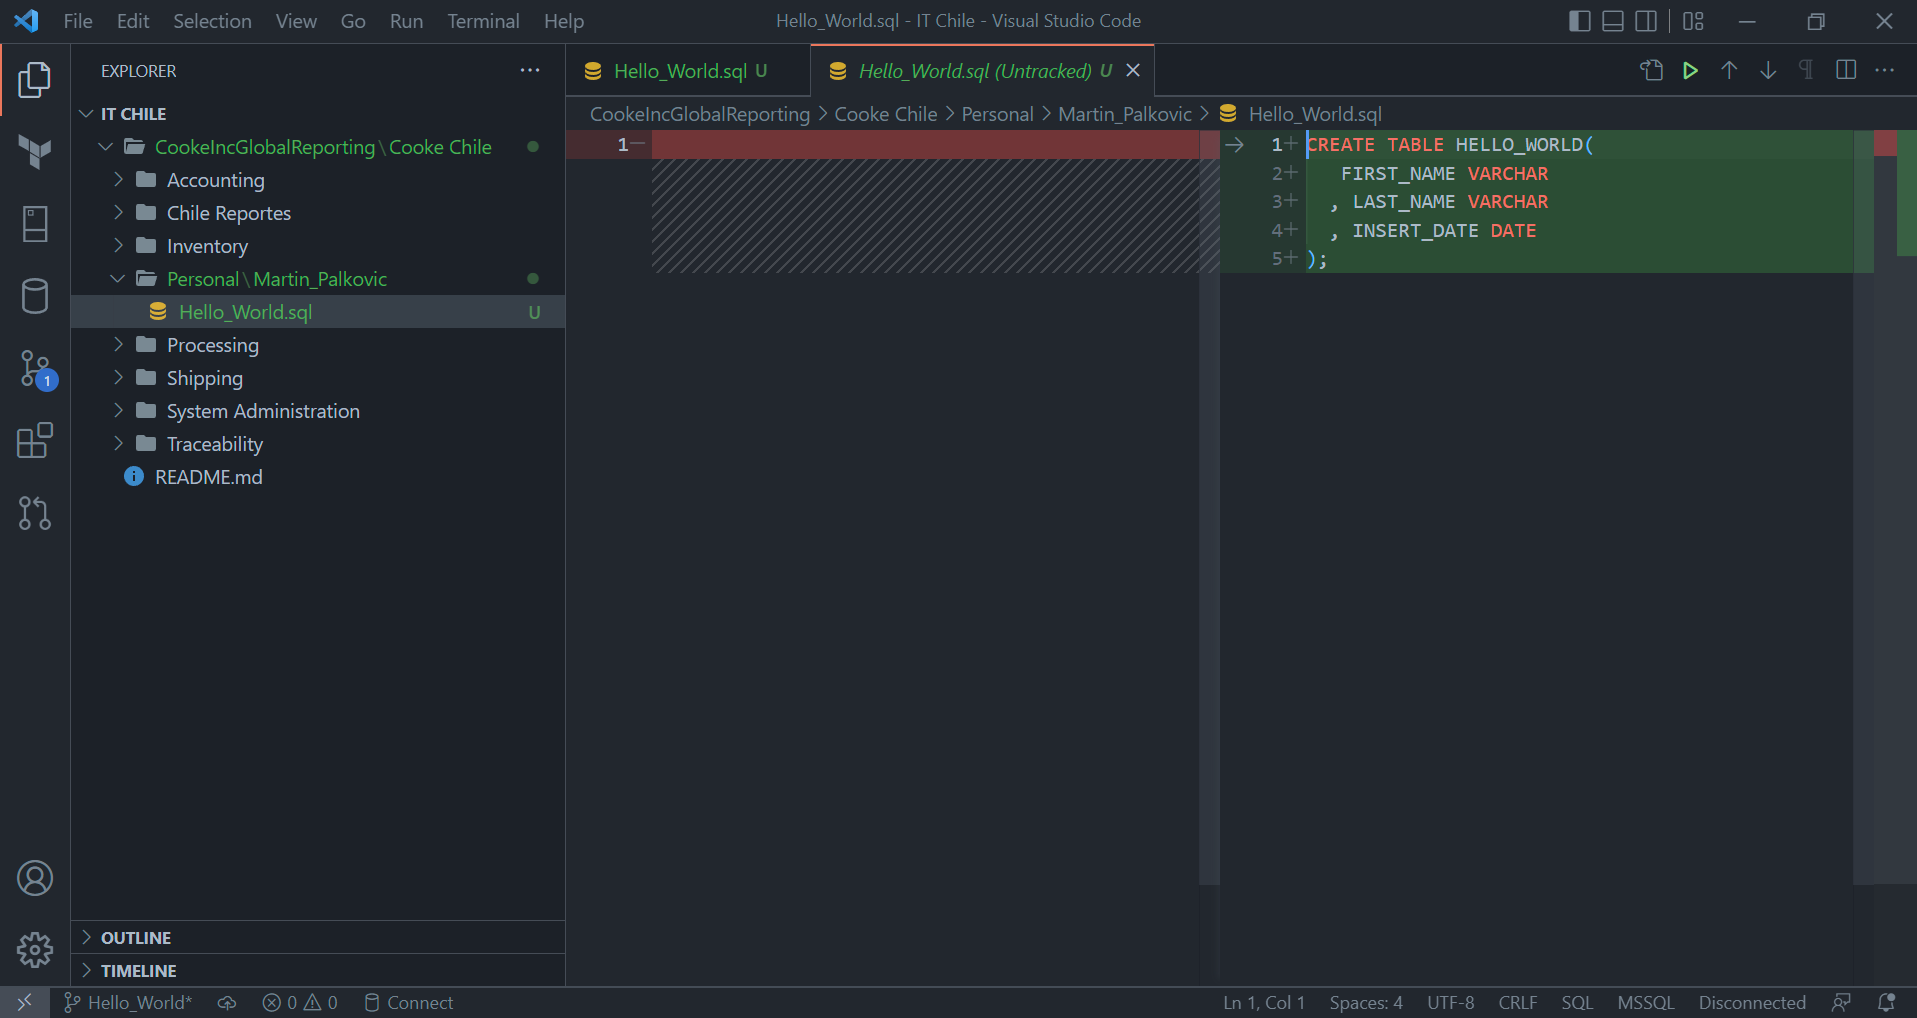 File Edit Selection View Go Run Terminal Help
Hello_World.sql - IT Chile - Visual Studio Code
EXPLORER
IT CHILE
CookeIncGlobalReporting\Cooke Chile
Accounting
Chile Reportes
Inventory
Personal\Martin_Palkovic
Hello_World.sql U
Processing
Shipping
System Administration
Traceability
README.md
OUTLINE
TIMELINE
Hello_World.sql U
Hello_World.sql (Untracked) U
CookeIncGlobalReporting > Cooke Chile > Personal > Martin_Palkovic > Hello_World.sql
1−
1+ CREATE TABLE HELLO_WORLD(
2+ FIRST_NAME VARCHAR
3+ , LAST_NAME VARCHAR
4+ , INSERT_DATE DATE
5+ );
1
Hello_World* 0 0 Connect
Ln 1, Col 1 Spaces: 4 UTF-8 CRLF SQL MSSQL Disconnected